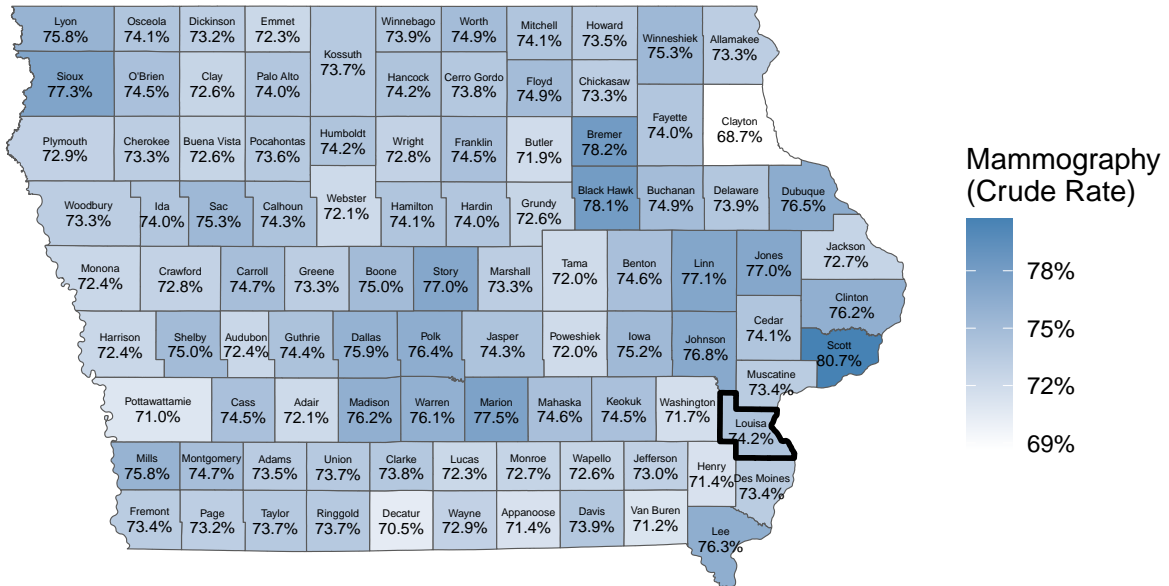 Lyon
75.8%
Osceola
74.1%
Dickinson
73.2%
Emmet
72.3%
Kossuth
73.7%
Winnebago
73.9%
Worth
74.9%
Mitchell
74.1%
Howard
73.5%
Winneshiek
75.3%
Allamakee
73.3%
Sioux
77.3%
O'Brien
74.5%
Clay
72.6%
Palo Alto
74.0%
Hancock
74.2%
Cerro Gordo
73.8%
Floyd
74.9%
Chickasaw
73.3%
Fayette
74.0%
Clayton
68.7%
Plymouth
72.9%
Cherokee
73.3%
Buena Vista
72.6%
Pocahontas
73.6%
Humboldt
74.2%
Wright
72.8%
Franklin
74.5%
Butler
71.9%
Bremer
78.2%
Woodbury
73.3%
Ida
74.0%
Sac
75.3%
Calhoun
74.3%
Webster
72.1%
Hamilton
74.1%
Hardin
74.0%
Grundy
72.6%
Black Hawk
78.1%
Buchanan
74.9%
Delaware
73.9%
Dubuque
76.5%
Monona
72.4%
Crawford
72.8%
Carroll
74.7%
Greene
73.3%
Boone
75.0%
Story
77.0%
Marshall
73.3%
Tama
72.0%
Benton
74.6%
Linn
77.1%
Jones
77.0%
Jackson
72.7%
Clinton
76.2%
Harrison
72.4%
Shelby
75.0%
Audubon
72.4%
Guthrie
74.4%
Dallas
75.9%
Polk
76.4%
Jasper
74.3%
Poweshiek
72.0%
Iowa
75.2%
Johnson
76.8%
Cedar
74.1%
Scott
80.7%
Muscatine
73.4%
Pottawattamie
71.0%
Cass
74.5%
Adair
72.1%
Madison
76.2%
Warren
76.1%
Marion
77.5%
Mahaska
74.6%
Keokuk
74.5%
Washington
71.7%
Louisa
74.2%
Mills
75.8%
Montgomery
74.7%
Adams
73.5%
Union
73.7%
Clarke
73.8%
Lucas
72.3%
Monroe
72.7%
Wapello
72.6%
Jefferson
73.0%
Henry
71.4%
Des Moines
73.4%
Fremont
73.4%
Page
73.2%
Taylor
73.7%
Ringgold
73.7%
Decatur
70.5%
Wayne
72.9%
Appanoose
71.4%
Davis
73.9%
Van Buren
71.2%
Lee
76.3%
Mammography
(Crude Rate)
78%
75%
72%
69%